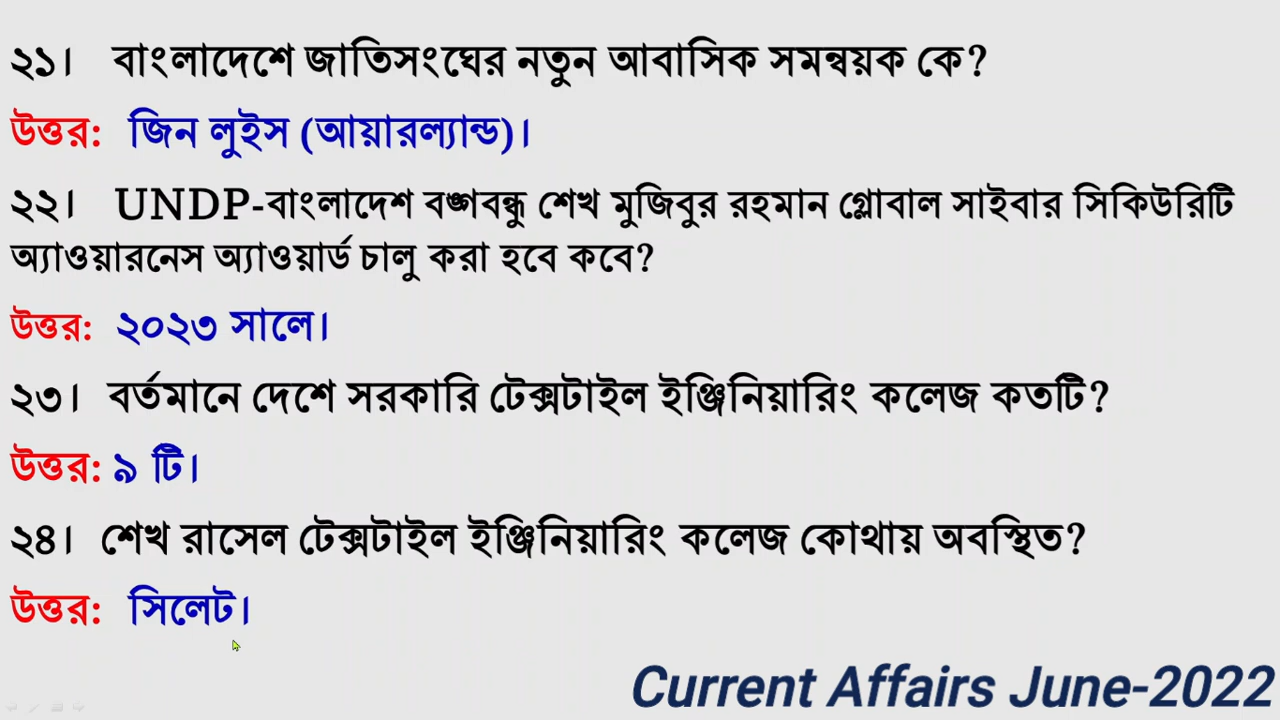 ২১। বাংলাদেশে জাতিসংঘের নতুন আবাসিক সমন্বয়ক কে?
উত্তর: জিন লুইস (আয়ারল্যান্ড)।
২২। UNDP-বাংলাদেশ বঙ্গবন্ধু শেখ মুজিবুর রহমান গ্লোবাল সাইবার সিকিউরিটি
অ্যাওয়ারনেস অ্যাওয়ার্ড চালু করা হবে কবে?
উত্তর: ২০২৩ সালে।
২৩। বর্তমানে দেশে সরকারি টেক্সটাইল ইঞ্জিনিয়ারিং কলেজ কতটি?
উত্তর: ৯ টি।
২৪। শেখ রাসেল টেক্সটাইল ইঞ্জিনিয়ারিং কলেজ কোথায় অবস্থিত?
উত্তর: সিলেট।
Current Affairs June-2022